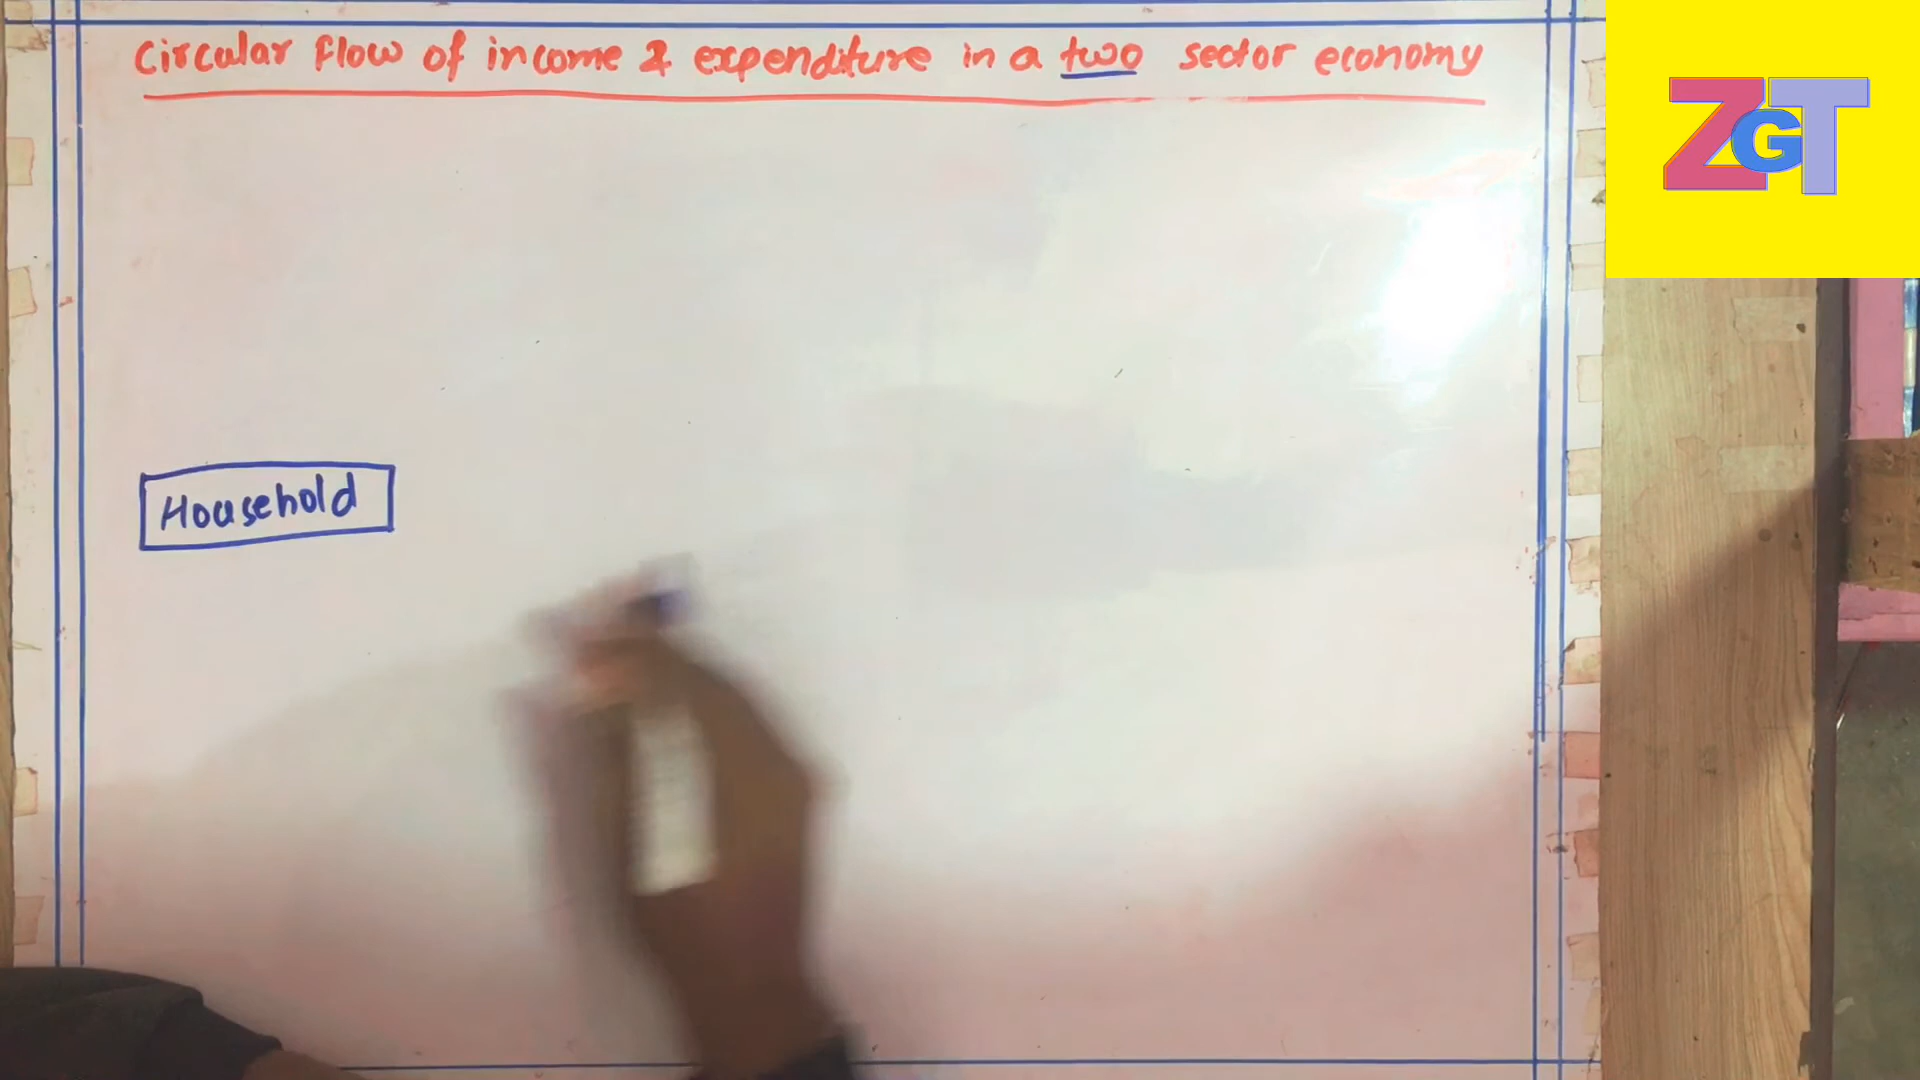 Circular flow of income & expenditure in a two sector economy
ZGT
Household